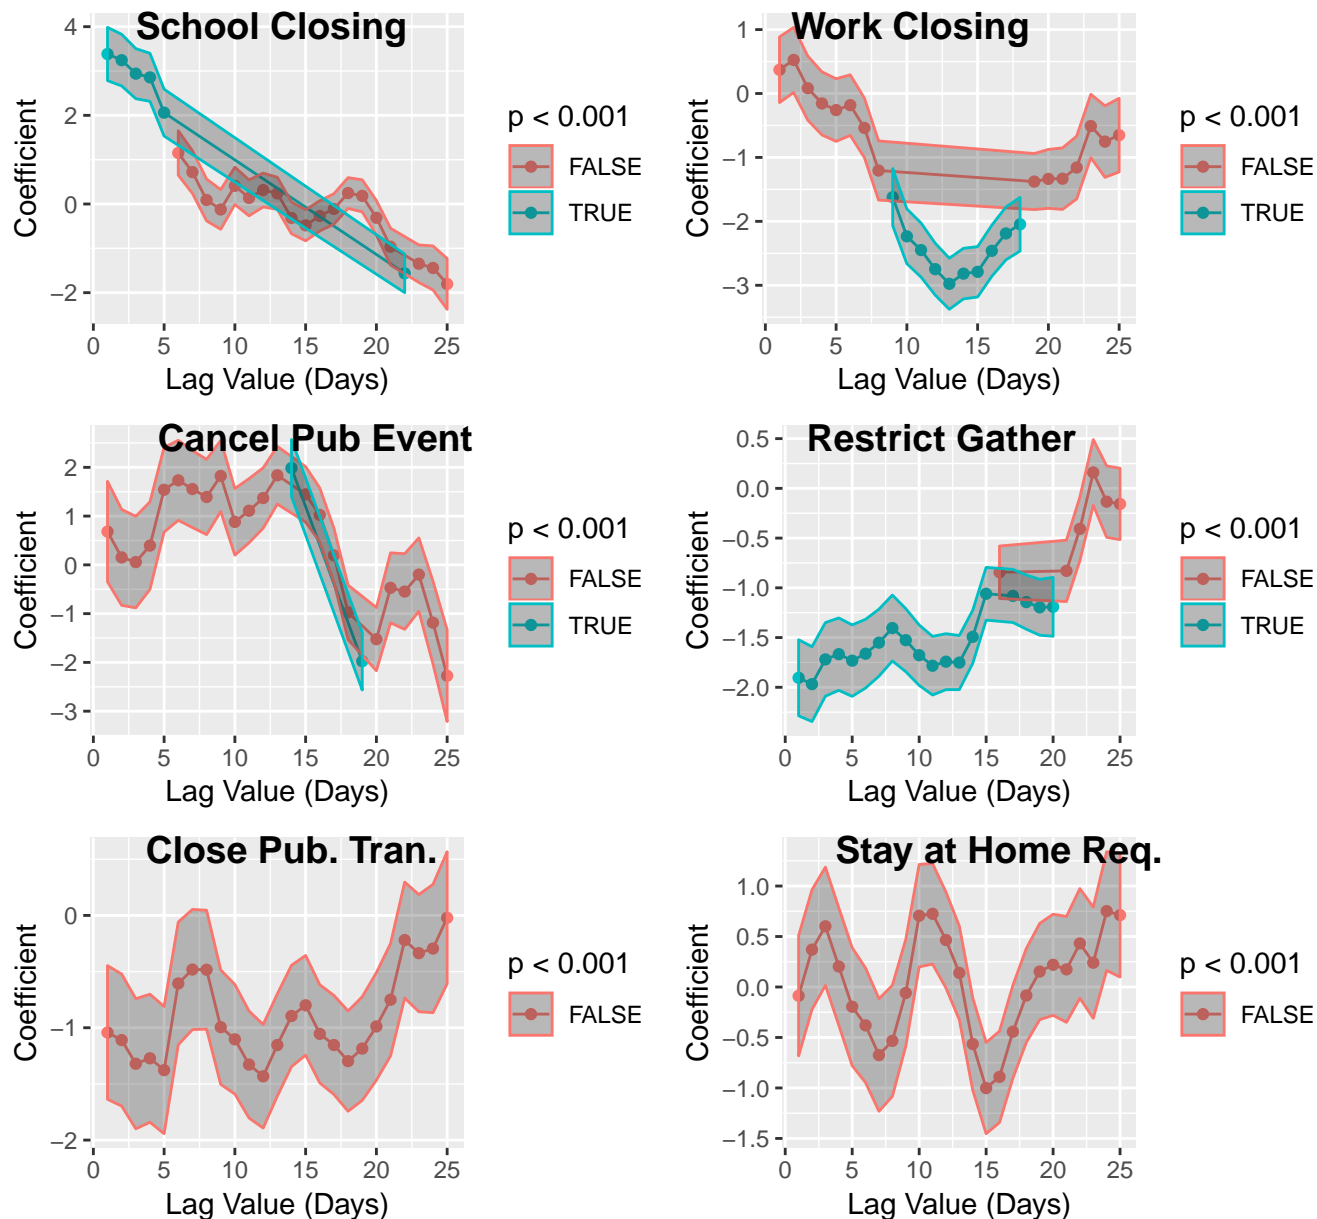 School Closing
4
2
0
−2
Coefficient
0
5
10
15
20
25
Lag Value (Days)
p < 0.001
FALSE
TRUE
Work Closing
1
0
−1
−2
−3
Coefficient
0
5
10
15
20
25
Lag Value (Days)
p < 0.001
FALSE
TRUE
Cancel Pub Event
2
1
0
−1
−2
−3
Coefficient
0
5
10
15
20
25
Lag Value (Days)
p < 0.001
FALSE
TRUE
Restrict Gather
0.5
0.0
−0.5
−1.0
−1.5
−2.0
Coefficient
0
5
10
15
20
25
Lag Value (Days)
p < 0.001
FALSE
TRUE
Close Pub. Tran.
0
−1
−2
Coefficient
0
5
10
15
20
25
Lag Value (Days)
p < 0.001
FALSE
Stay at Home Req.
1.0
0.5
0.0
−0.5
−1.0
−1.5
Coefficient
0
5
10
15
20
25
Lag Value (Days)
p < 0.001
FALSE